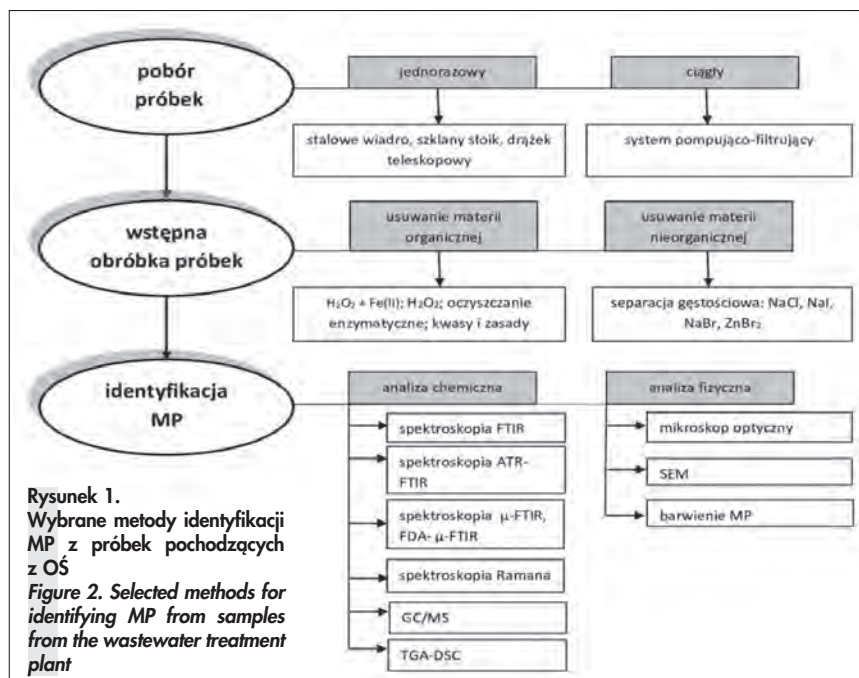 pobór
próbek
jednorazowy
ciągły
stalowe wiadro, szklany słoik, drążek
teleskopowy
system pompująco-filtrujący
wstępna
obróbka próbek
usuwanie materii
organicznej
usuwanie materii
nieorganicznej
H₂O₂ + Fe(II); H₂O₂; oczyszczanie
enzymatyczne; kwasy i zasady
separacja gęstościowa: NaCl, NaI,
NaBr, ZnBr₂
identyfikacja
MP
analiza chemiczna
analiza fizyczna
spektroskopia FTIR
spektroskopia ATR-
FTIR
spektroskopia μ-FTIR,
FDA- μ-FTIR
spektroskopia Ramana
GC/MS
TGA-DSC
mikroskop optyczny
SEM
barwienie MP
Rysunek 1.
Wybrane metody identyfikacji
MP z próbek pochodzących
z OŚ
Figure 2. Selected methods for
identifying MP from samples
from the wastewater treatment
plant